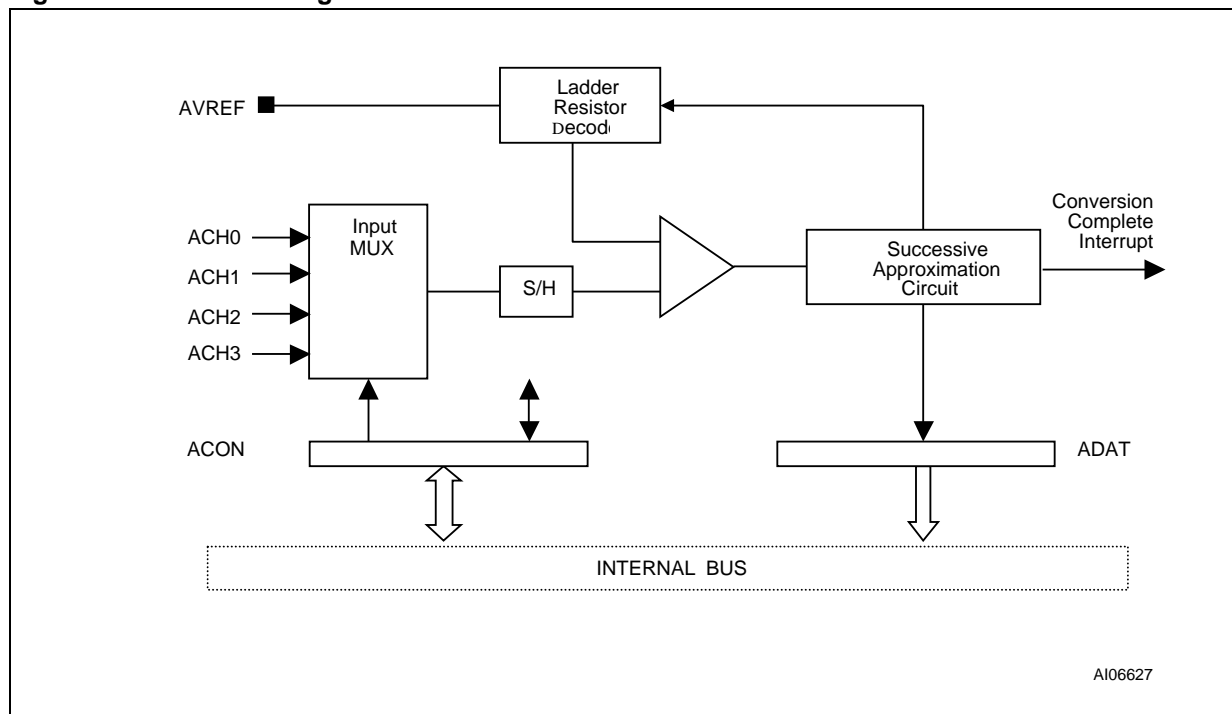 Ladder
Resistor
AVREF
Input
MUX
ACH0
ACH1
ACH2
ACH3
S/H
Successive
Approximation
Circuit
Conversion
Complete
Interrupt
ACON
ADAT
INTERNAL BUS
AI06627